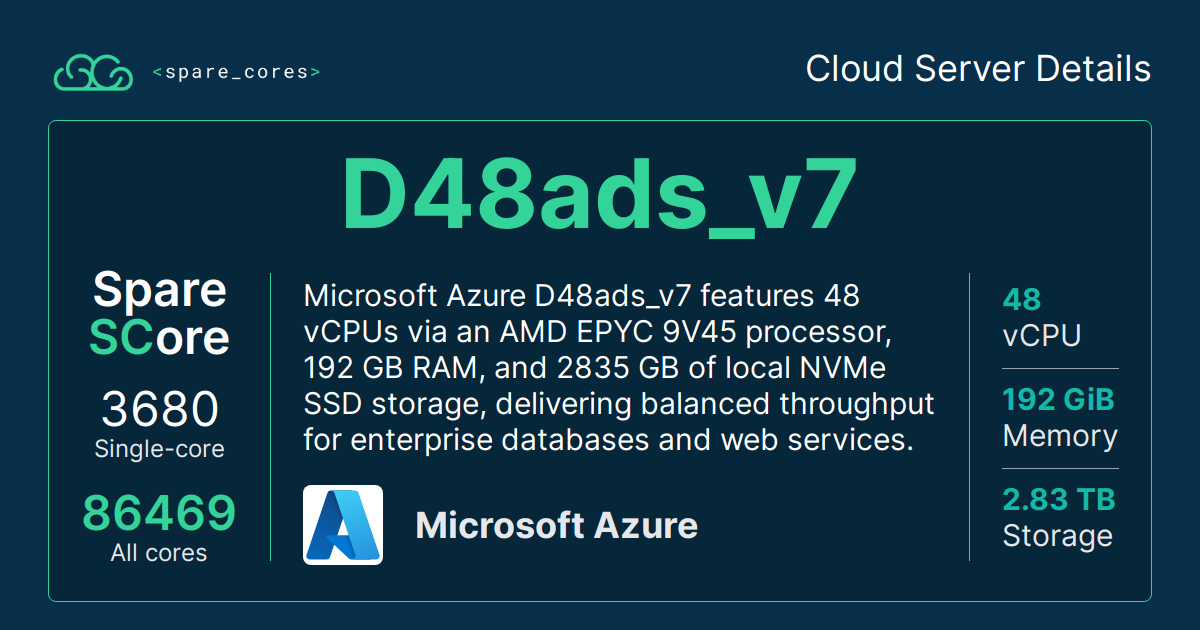 <spare_cores>
Cloud Server Details
D48ads_v7
Spare
SCore
3680
Single-core
86469
All cores
Microsoft Azure D48ads_v7 features 48
vCPUs via an AMD EPYC 9V45 processor,
192 GB RAM, and 2835 GB of local NVMe
SSD storage, delivering balanced throughput
for enterprise databases and web services.
Microsoft Azure
48
vCPU
192 GiB
Memory
2.83 TB
Storage